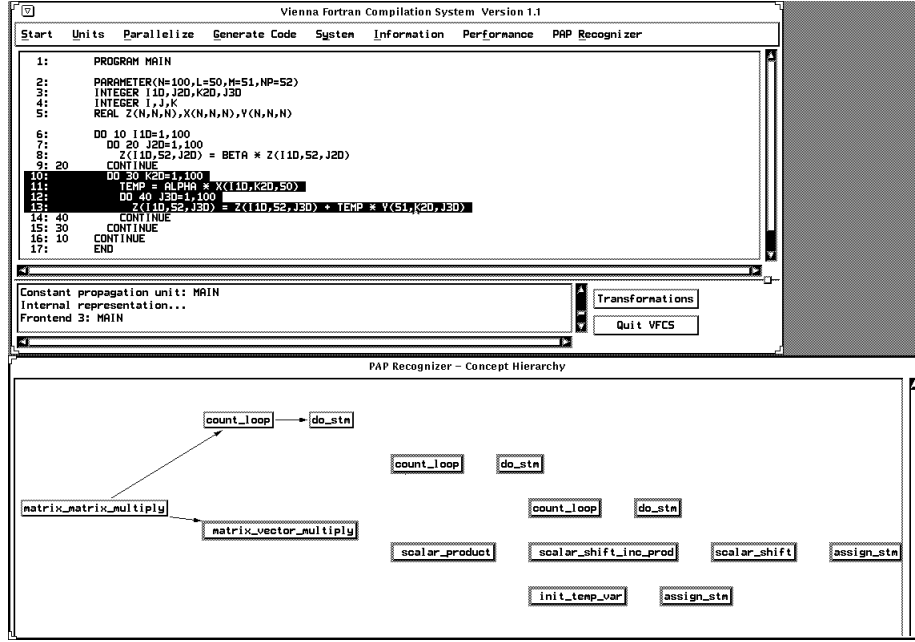 Vienna Fortran Compilation System Version 1.1
Start Units Parallelize Generate Code System Information Performance PAP Recognizer
1: PROGRAM MAIN
2: PARAMETER(N=100,L=50,M=51,NP=52)
3: INTEGER I1D,J2D,K2D,J3D
4: INTEGER I,J,K
5: REAL Z(N,N,N),X(N,N,N),Y(N,N,N)
6: DO 10 I1D=1,100
7: DO 20 J2D=1,100
8: Z(I1D,52,J2D) = BETA * Z(I1D,52,J2D)
9: 20 CONTINUE
10: DO 30 K2D=1,100
11: TEMP = ALPHA * X(I1D,K2D,50)
12: DO 40 J3D=1,100
13: Z(I1D,52,J3D) = Z(I1D,52,J3D) + TEMP * Y(51,K2D,J3D)
14: 40 CONTINUE
15: 30 CONTINUE
16: 10 CONTINUE
17: END
Constant propagation unit: MAIN
Internal representation...
Frontend 3: MAIN
Transformations
Quit VFCS
PAP Recognizer – Concept Hierarchy
count_loop do_stm
count_loop do_stm
matrix_matrix_multiply count_loop do_stm
matrix_vector_multiply
scalar_product scalar_shift_inc_prod scalar_shift assign_stm
init_temp_var assign_stm